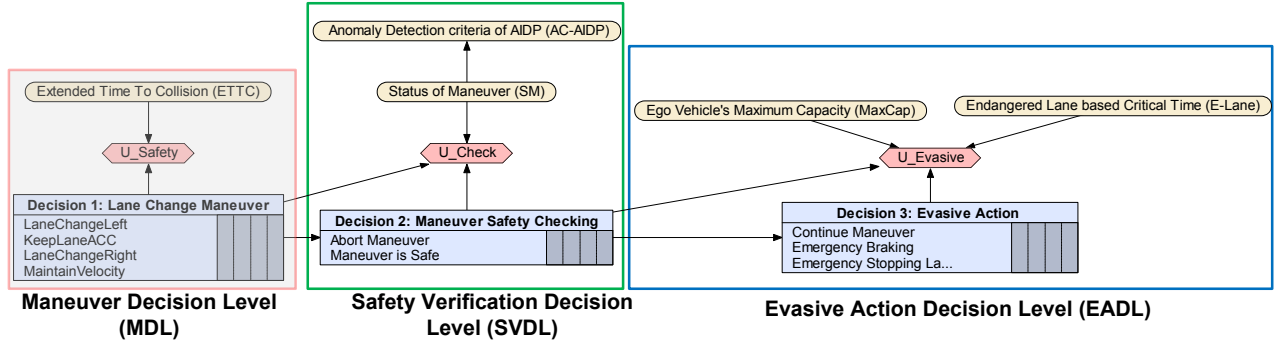 Extended Time To Collision (ETTC)
U_Safety
Decision 1: Lane Change Maneuver
LaneChangeLeft
KeepLaneACC
LaneChangeRight
MaintainVelocity
Maneuver Decision Level
(MDL)
Anomaly Detection criteria of AIDP (AC-AIDP)
Status of Maneuver (SM)
U_Check
Decision 2: Maneuver Safety Checking
Abort Maneuver
Maneuver is Safe
Safety Verification Decision
Level (SVDL)
Ego Vehicle's Maximum Capacity (MaxCap)
Endangered Lane based Critical Time (E-Lane)
U_Evasive
Decision 3: Evasive Action
Continue Maneuver
Emergency Braking
Emergency Stopping La...
Evasive Action Decision Level (EADL)